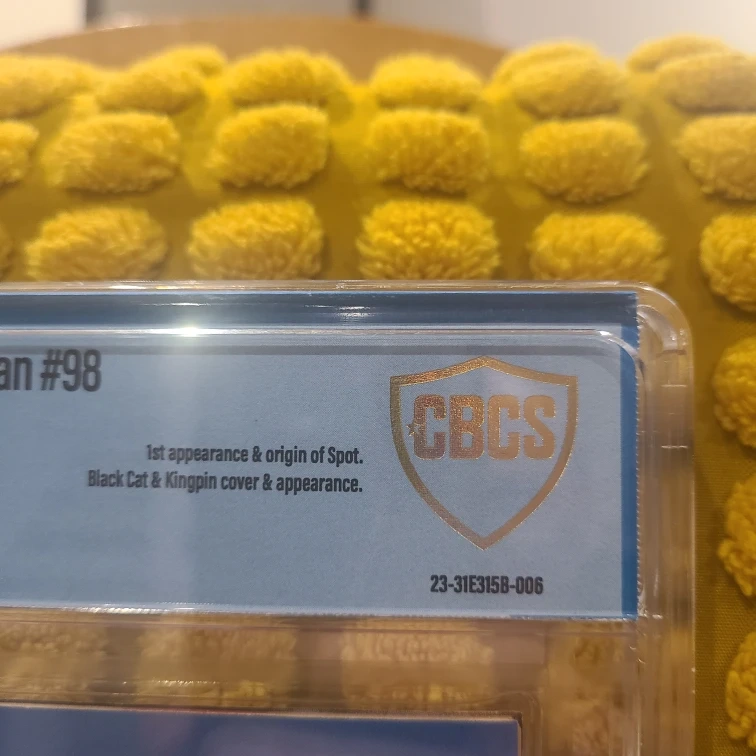 an #98
CBCS
1st appearance & origin of Spot.
Black Cat & Kingpin cover & appearance.
23-31E315B-006